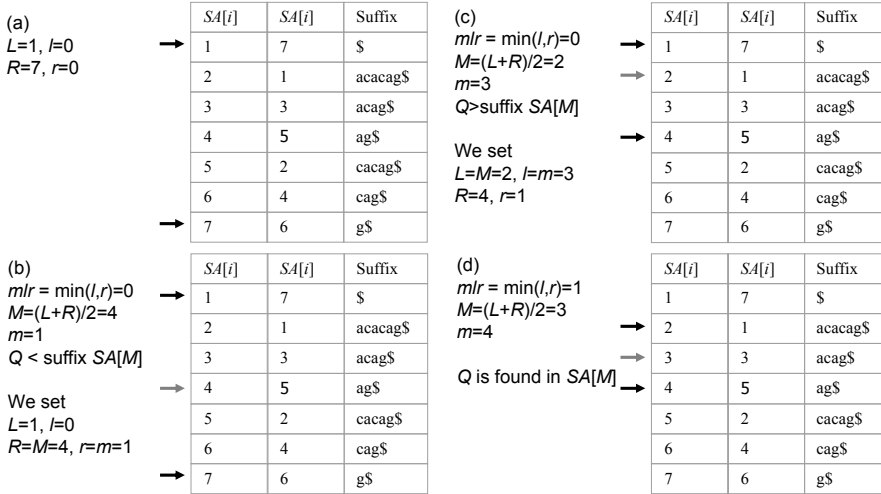 (a)
L=1, l=0
R=7, r=0
SA[i] SA[i] Suffix
1 7 $
2 1 acacag$
3 3 acag$
4 5 ag$
5 2 cacag$
6 4 cag$
7 6 g$
(b)
mlr = min(l,r)=0
M=(L+R)/2=4
m=1
Q < suffix SA[M]
We set
L=1, l=0
R=M=4, r=m=1
SA[i] SA[i] Suffix
1 7 $
2 1 acacag$
3 3 acag$
4 5 ag$
5 2 cacag$
6 4 cag$
7 6 g$
(c)
mlr = min(l,r)=0
M=(L+R)/2=2
m=3
Q>suffix SA[M]
We set
L=M=2, l=m=3
R=4, r=1
SA[i] SA[i] Suffix
1 7 $
2 1 acacag$
3 3 acag$
4 5 ag$
5 2 cacag$
6 4 cag$
7 6 g$
(d)
mlr = min(l,r)=1
M=(L+R)/2=3
m=4
Q is found in SA[M]
SA[i] SA[i] Suffix
1 7 $
2 1 acacag$
3 3 acag$
4 5 ag$
5 2 cacag$
6 4 cag$
7 6 g$